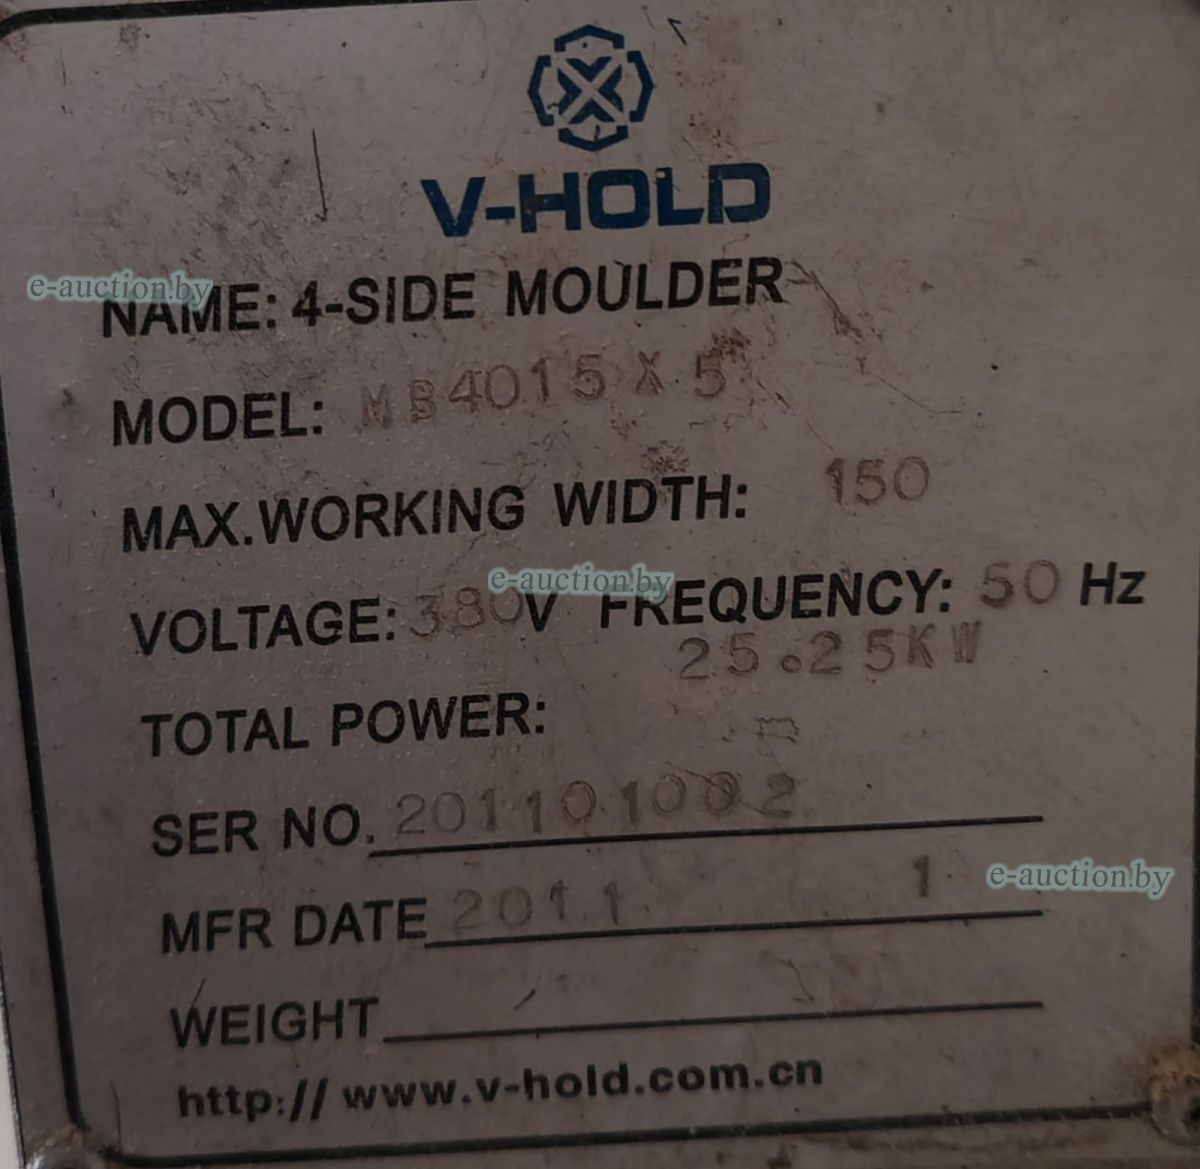 V-HOLD
e-auction.by
NAME: 4-SIDE MOULDER
MODEL: MB4015X5
MAX.WORKING WIDTH: 150
e-auction.by
VOLTAGE: 380V FREQUENCY: 50 Hz
25.25KW
TOTAL POWER:
SER NO. 201101002
e-auction.by
MFR DATE 2011 1
WEIGHT
http://www.v-hold.com.cn